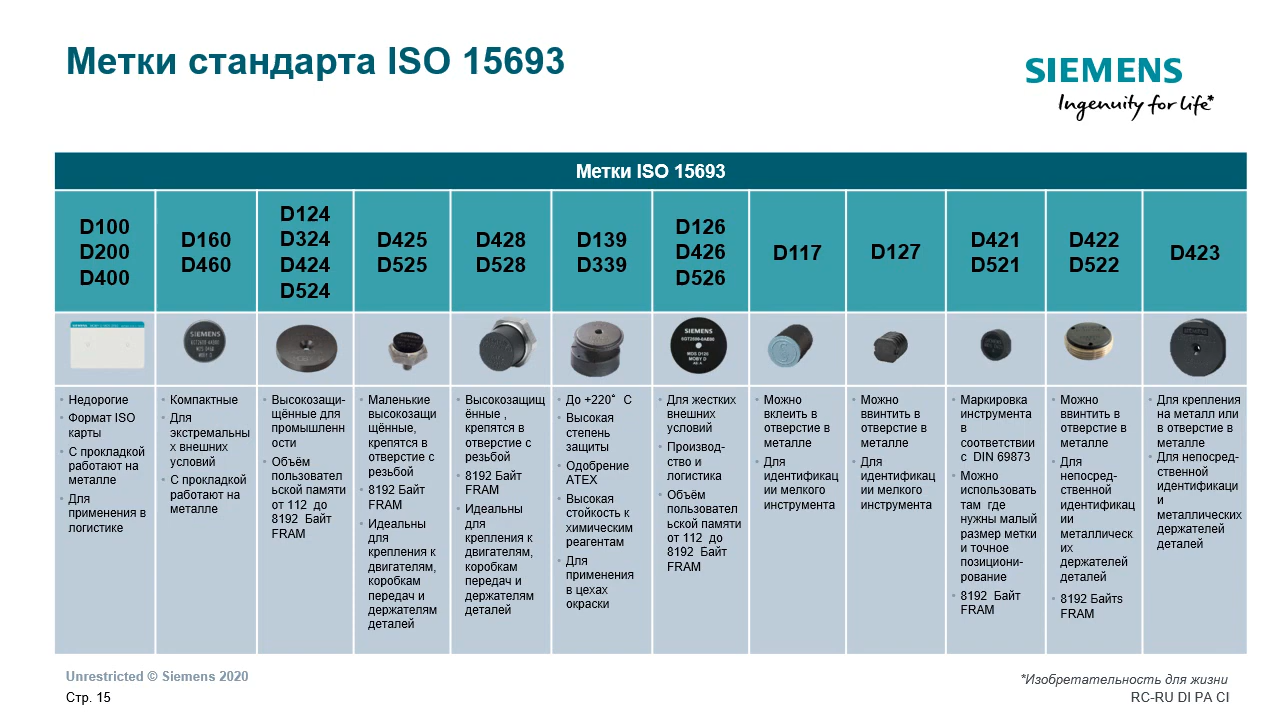 Метки стандарта ISO 15693
SIEMENS
Ingenuity for life*
Метки ISO 15693
D100
D200
D400
D160
D460
D124
D324
D424
D524
D425
D525
D428
D528
D139
D339
D126
D426
D526
D117
D127
D421
D521
D422
D522
D423
SIEMENS
SIEMENS
SIEMENS
MOBY D
• Недорогие
• Формат ISO
карты
• С прокладкой
работают на
металле
• Для
применения в
логистике
• Компактные
• Для
экстремальны
х внешних
условий
• С прокладкой
работают на
металле
• Высокозащи-
щённые для
промышленн
ости
• Объём
пользовател
ьской памяти
от 112 до
8192 Байт
FRAM
• Маленькие
высокозащи
щённые,
крепятся в
отверстие с
резьбой
• 8192 Байт
FRAM
• Идеальны
для
крепления к
двигателям,
коробкам
передач и
держателям
деталей
• Высокозащищ
ённые ,
крепятся в
отверстие с
резьбой
• 8192 Байт
FRAM
• Идеальны
для
крепления к
двигателям,
коробкам
передач и
держателям
деталей
• До +220° C
• Высокая
степень
защиты
• Одобрение
ATEX
• Высокая
стойкость к
химическим
реагентам
• Для
применения
в цехах
окраски
• Для жестких
внешних
условий
• Производ-
ство и
логистика
• Объём
пользовател
ьской памяти
от 112 до
8192 Байт
FRAM
• Можно
вклеить в
отверстие в
металле
• Для
идентификац
ии мелкого
инструмента
• Можно
ввинтить в
отверстие в
металле
• Для
идентификац
ии мелкого
инструмента
• Маркировка
инструмента
в
соответствии
с DIN 69873
• Можно
использовать
там где
нужны малый
размер метки
и точное
позициони-
рование
• 8192 Байт
FRAM
• Можно
ввинтить в
отверстие в
металле
• Для
непосред-
ственной
идентификац
ии
металлическ
их
держателей
деталей
• 8192 Байтs
FRAM
• Для крепления
на металл или
в отверстие в
металле
• Для непосред-
ственной
идентификаци
и
металлических
держателей
деталей
Unrestricted © Siemens 2020
Стр. 15
*Изобретательность для жизни
RC-RU DI PA CI